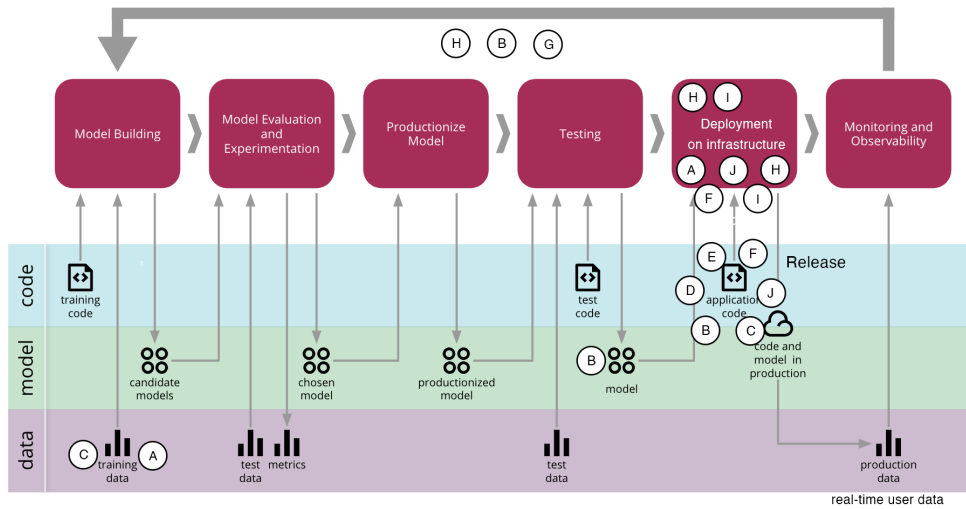 H B G
Model Building
Model Evaluation
and
Experimentation
Productionize
Model
Testing
H I
Deployment
on infrastructure
A J H
F I
Monitoring and
Observability
code
training
code
test
code
E F
application
code
D J
B C
Release
model
candidate
models
chosen
model
productionized
model
B
model
code and
model in
production
data
C
training
data
A
test
data
metrics
test
data
production
data
real-time user data